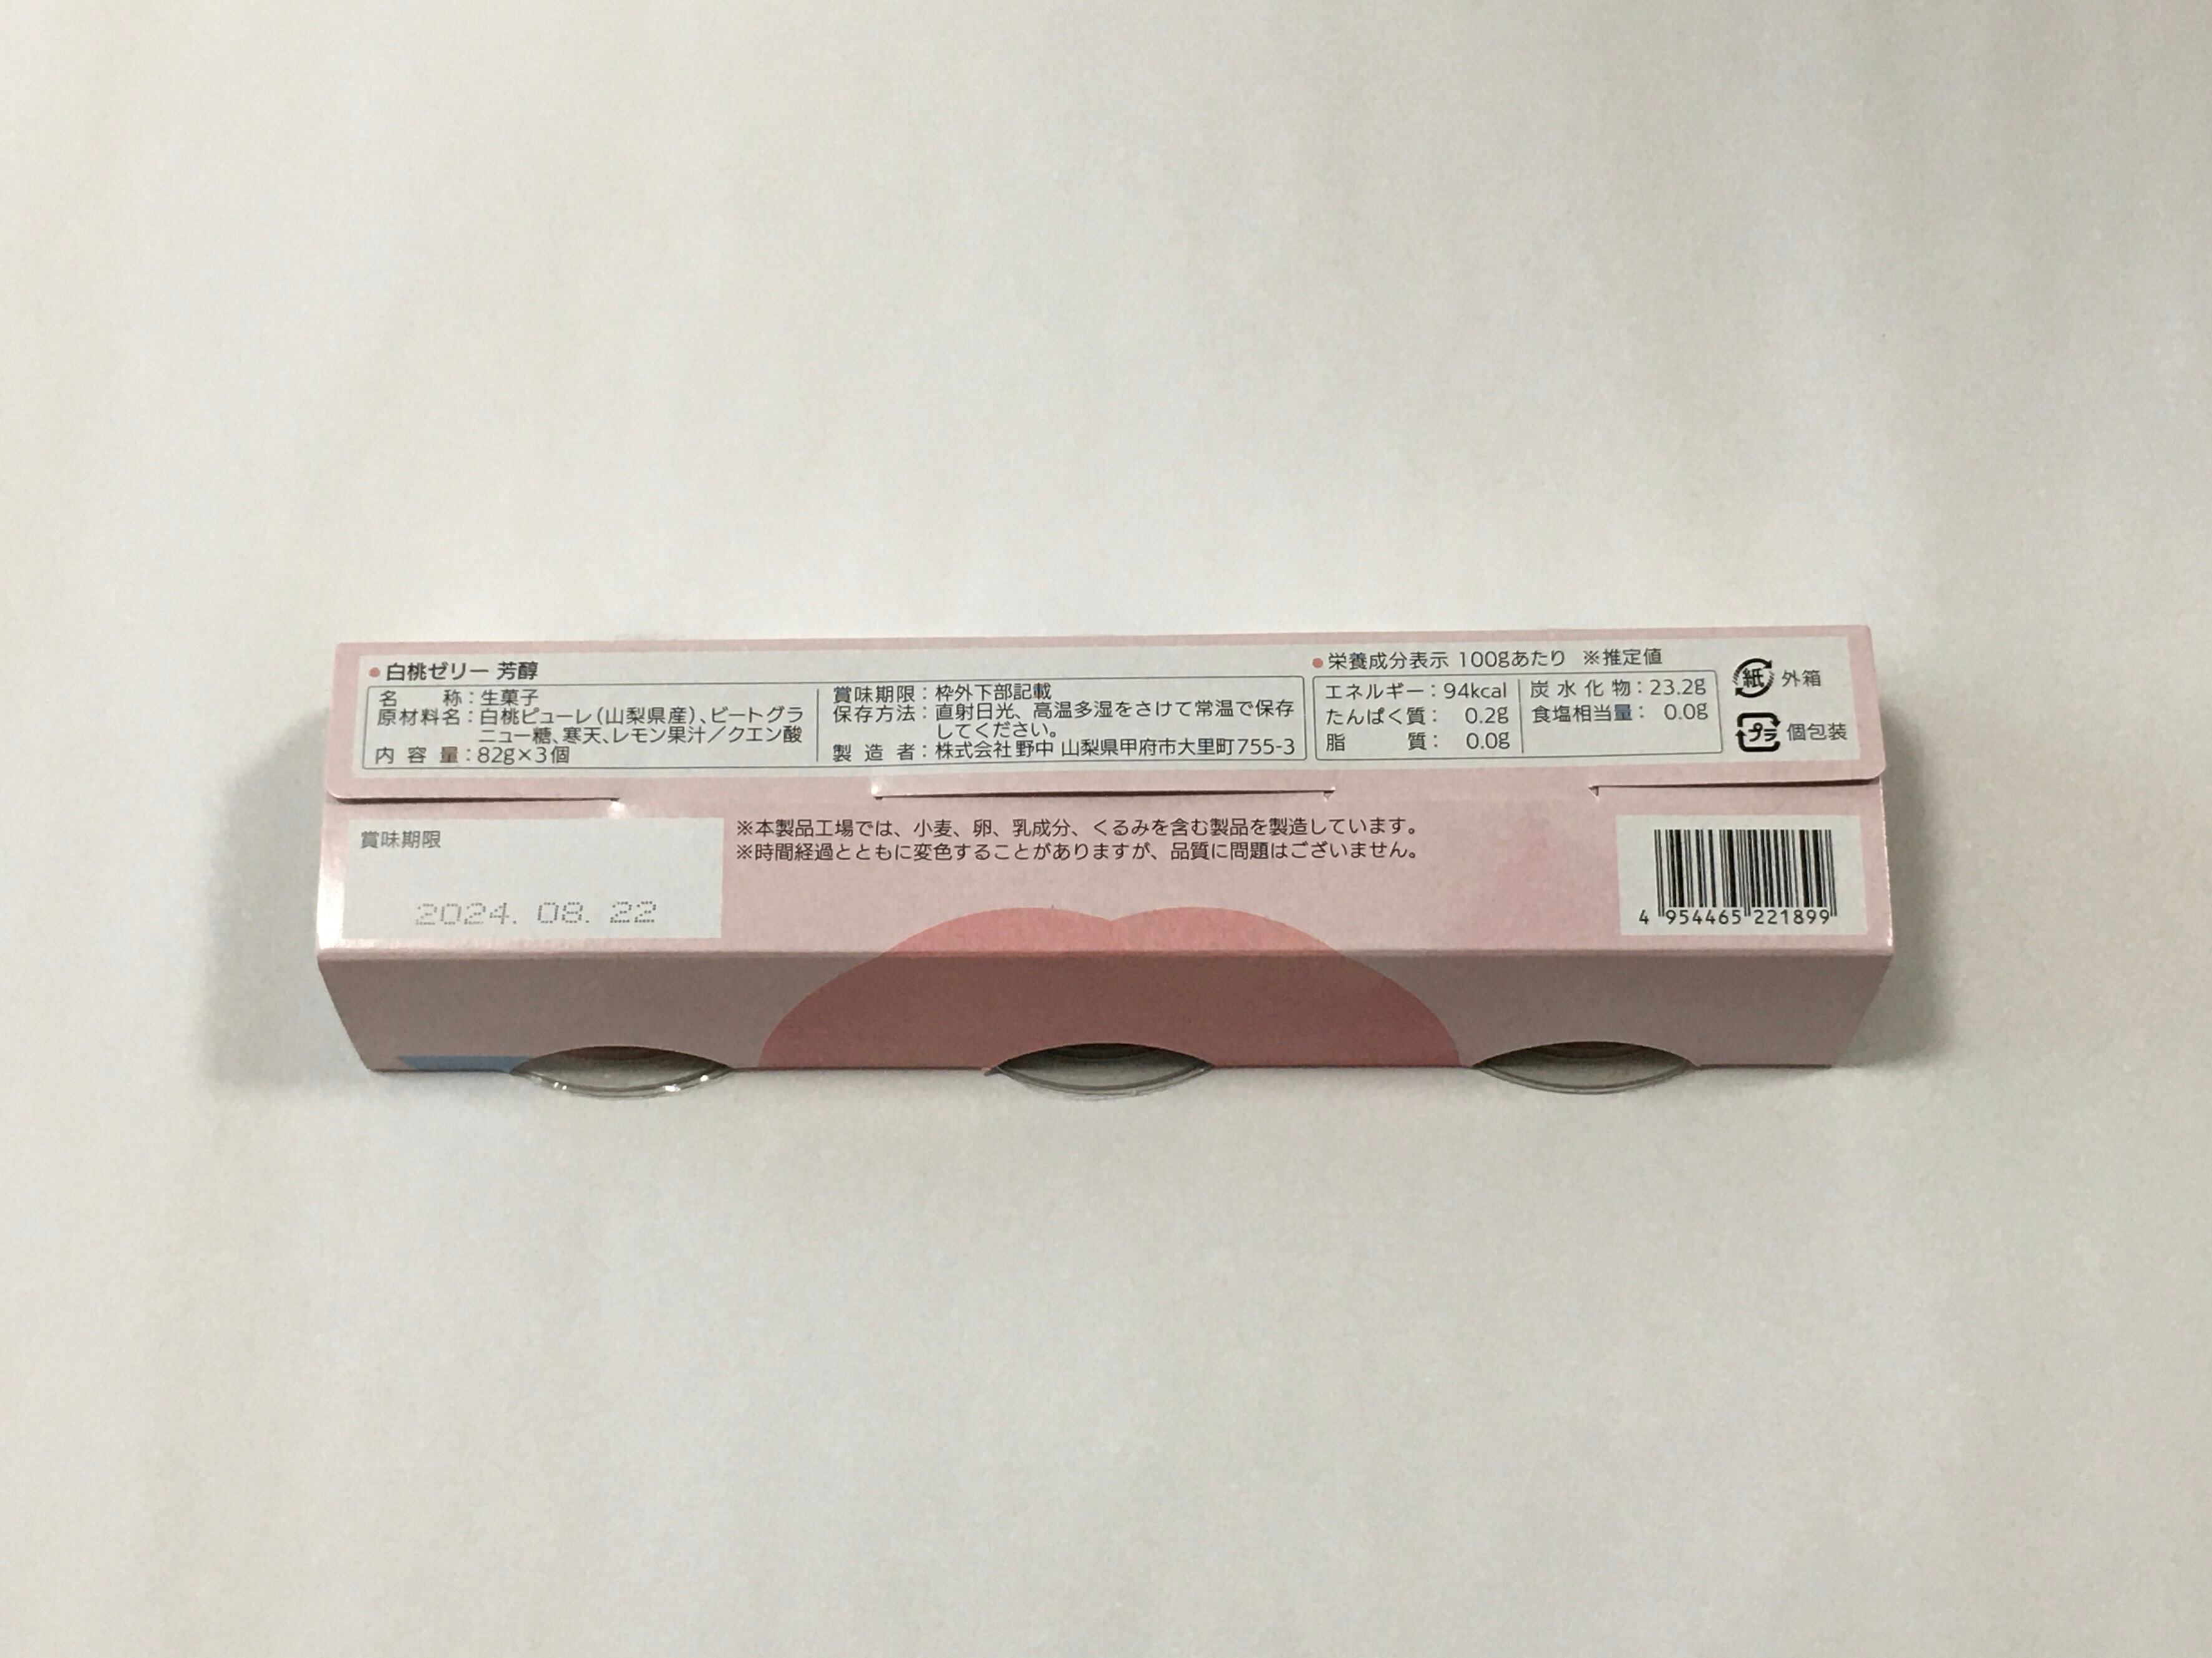 ●白桃ゼリー 芳醇
名称：生菓子
原材料名：白桃ピューレ（山梨県産）、ビートグラ
ニュー糖、寒天、レモン果汁／クエン酸
内容量：82g×3個
賞味期限：枠外下部記載
保存方法：直射日光、高温多湿をさけて常温で保存
してください。
製造者：株式会社野中 山梨県甲府市大里町755-3
●栄養成分表示 100gあたり ※推定値
エネルギー：94kcal
たんぱく質：0.2g
脂質：0.0g
炭水化物：23.2g
食塩相当量：0.0g
紙 外箱
プラ 個包装
賞味期限
2024. 08. 22
※本製品工場では、小麦、卵、乳成分、くるみを含む製品を製造しています。
※時間経過とともに変色することがありますが、品質に問題はございません。
4 954465 221899